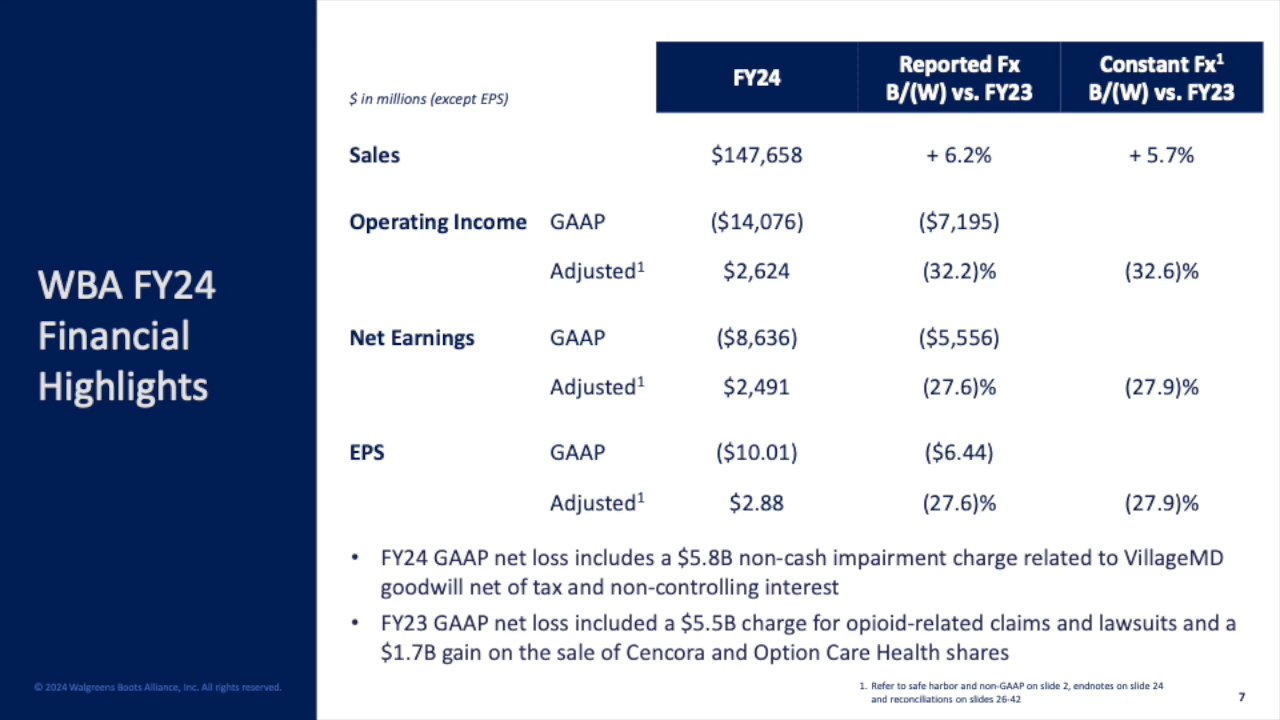 WBA FY24
Financial
Highlights
$ in millions (except EPS)
FY24
Reported Fx
B/(W) vs. FY23
Constant Fx1
B/(W) vs. FY23
Sales $147,658 + 6.2% + 5.7%
Operating Income GAAP ($14,076) ($7,195)
Adjusted1 $2,624 (32.2)% (32.6)%
Net Earnings GAAP ($8,636) ($5,556)
Adjusted1 $2,491 (27.6)% (27.9)%
EPS GAAP ($10.01) ($6.44)
Adjusted1 $2.88 (27.6)% (27.9)%
• FY24 GAAP net loss includes a $5.8B non-cash impairment charge related to VillageMD
goodwill net of tax and non-controlling interest
• FY23 GAAP net loss included a $5.5B charge for opioid-related claims and lawsuits and a
$1.7B gain on the sale of Cencora and Option Care Health shares
© 2024 Walgreens Boots Alliance, Inc. All rights reserved.
1. Refer to safe harbor and non-GAAP on slide 2, endnotes on slide 24
and reconciliations on slides 26-42
7